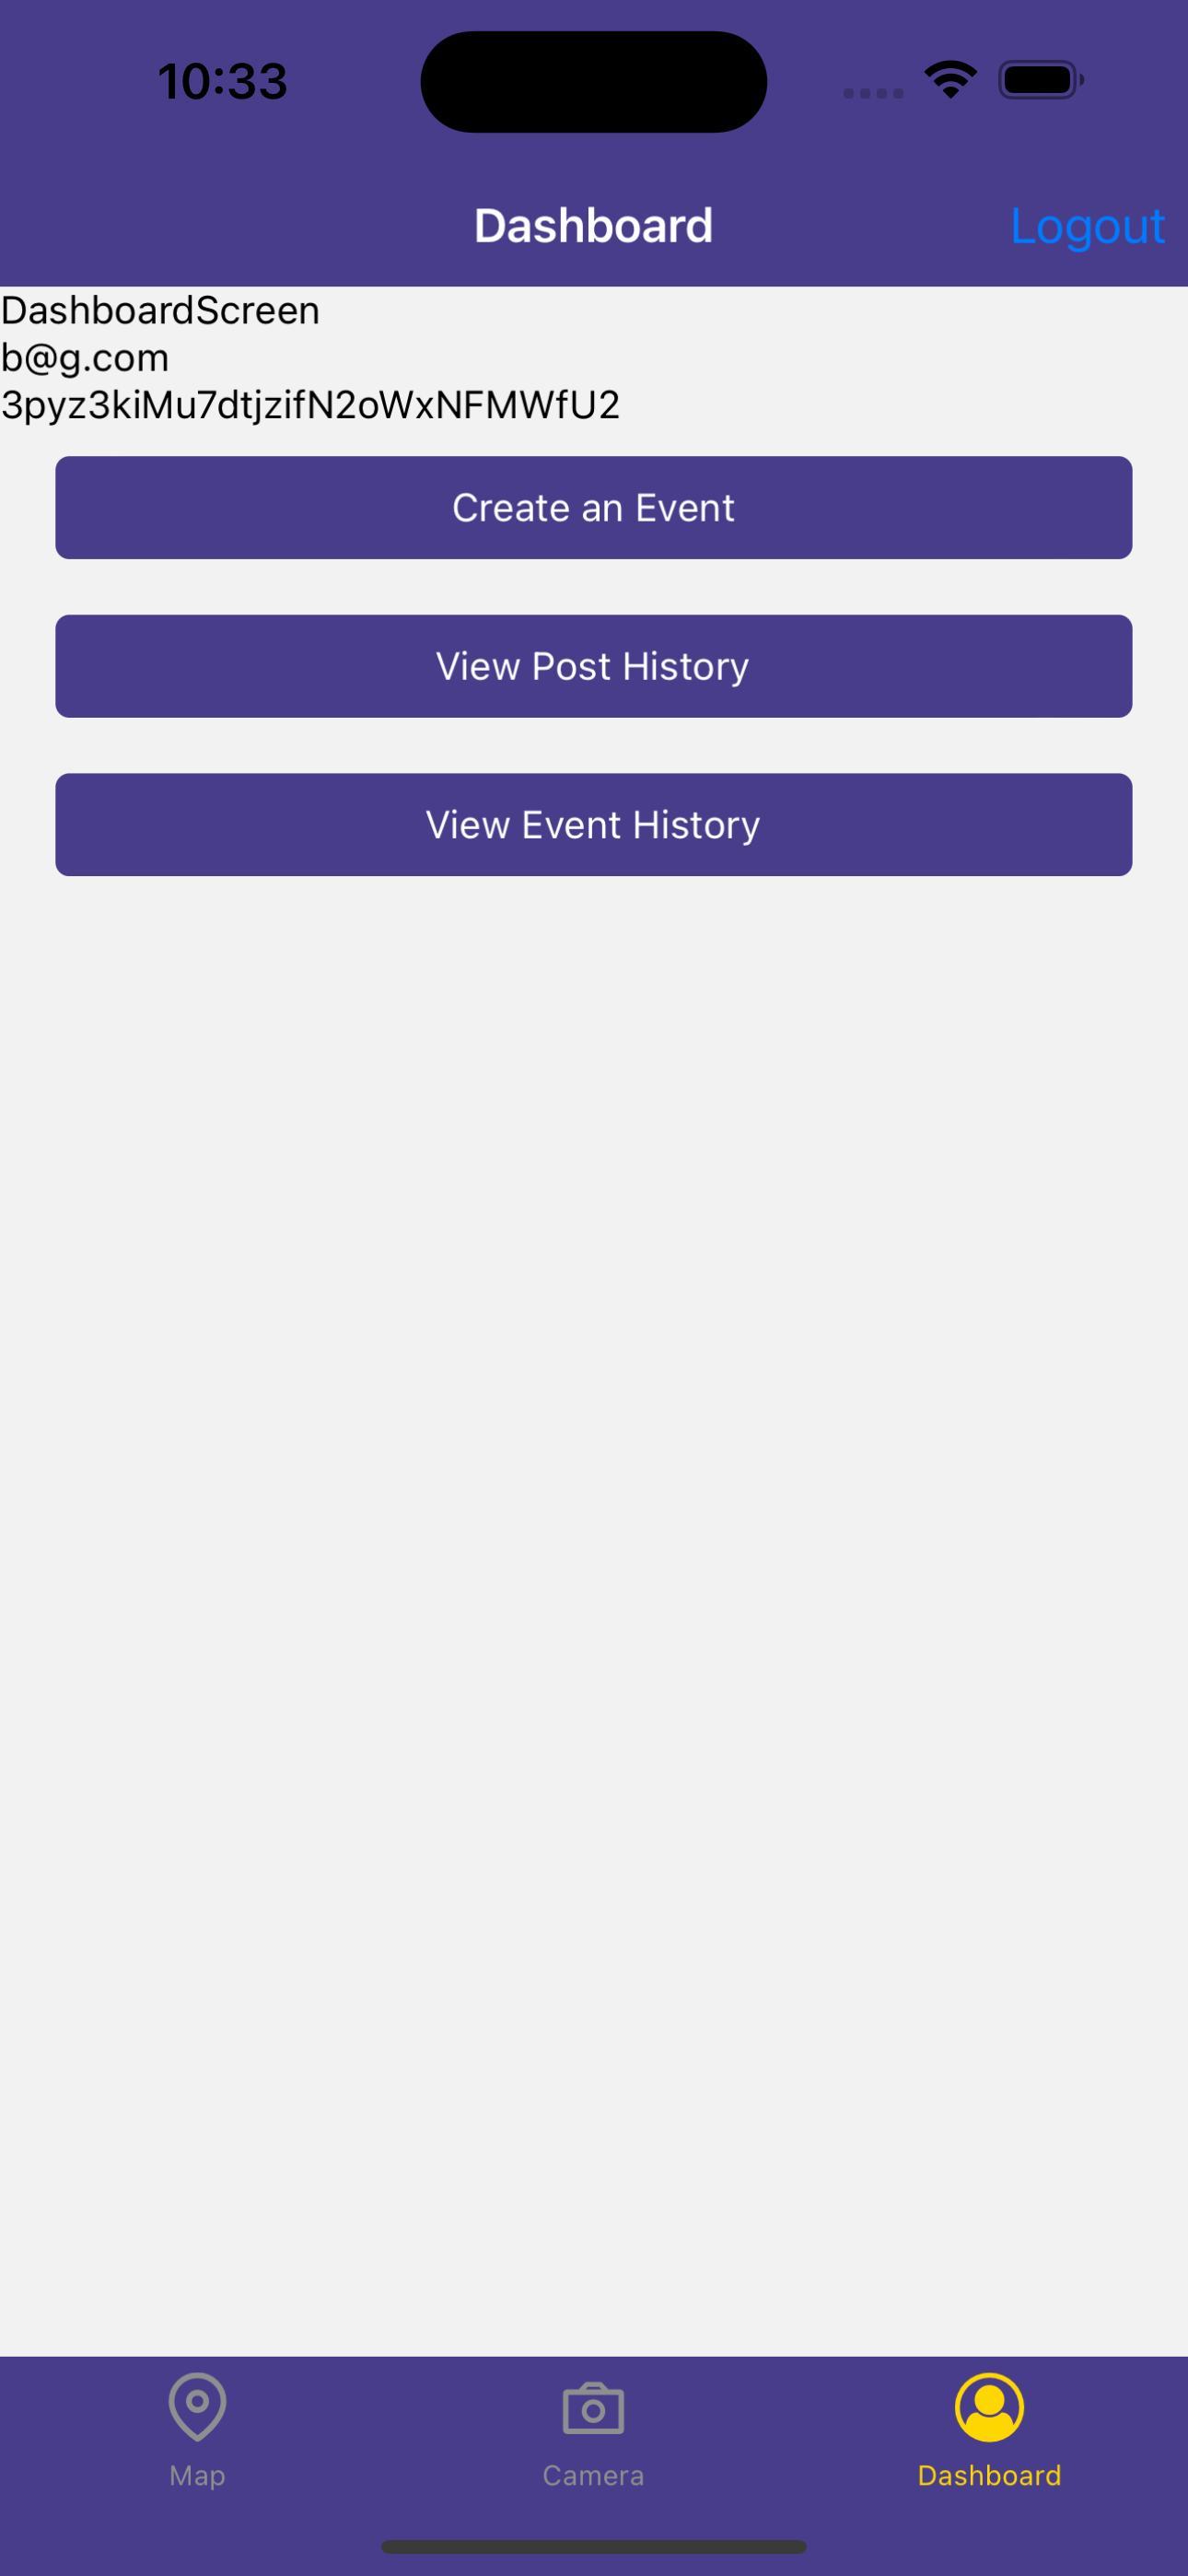 10:33
Dashboard
Logout
DashboardScreen
b@g.com
3pyz3kiMu7dtjzifN2oWxNFMWfU2
Create an Event
View Post History
View Event History
Map
Camera
Dashboard